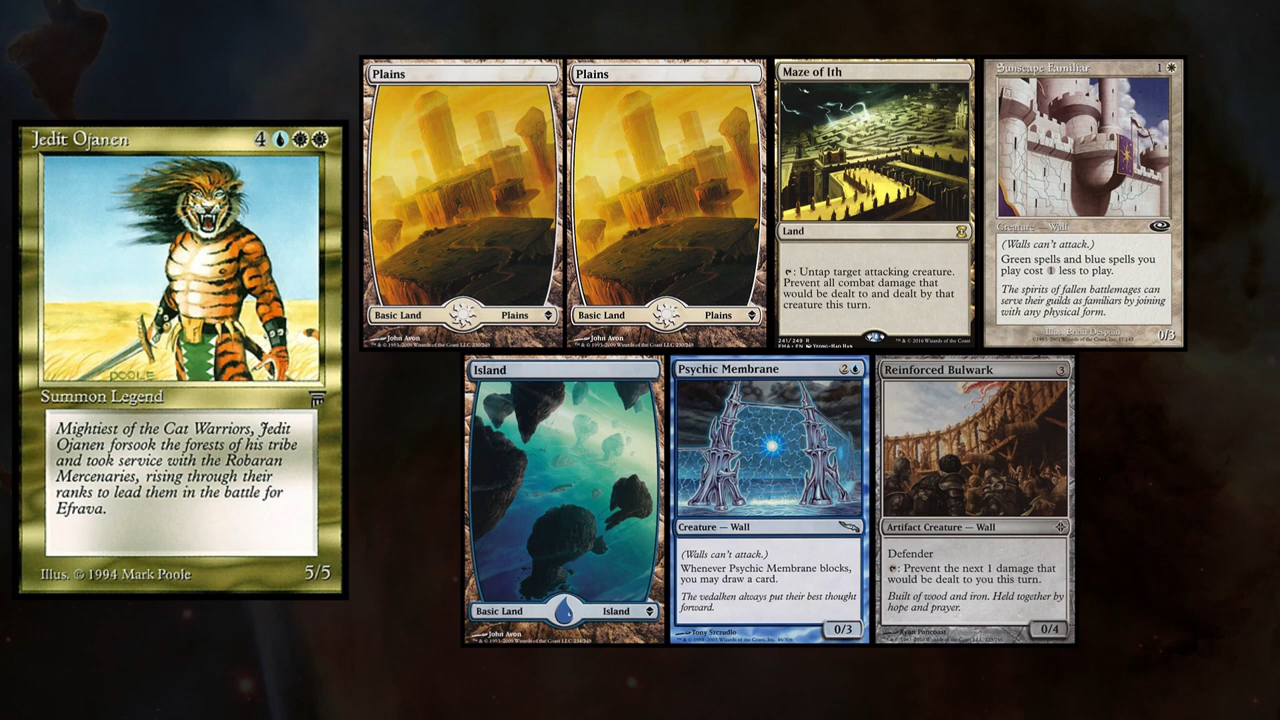 Jedit Ojanen 4
POOLE
Summon Legend
Mightiest of the Cat Warriors, Jedit
Ojanen forsook the forests of his tribe
and took service with the Robaran
Mercenaries, rising through their
ranks to lead them in the battle for
Efrava.
Illus. © 1994 Mark Poole 5/5
Plains
Basic Land Plains
John Avon
Plains
Basic Land Plains
John Avon
Maze of Ith
Land
: Untap target attacking creature.
Prevent all combat damage that
would be dealt to and dealt by that
creature this turn.
241/249 R
Sunscape Familiar 1
Creature — Wall
(Walls can't attack.)
Green spells and blue spells you
play cost 1 less to play.
The spirits of fallen battlemages can
serve their guilds as familiars by joining
with any physical form.
Illus. Brian Despain
0/3
Island
Basic Land Island
John Avon
Psychic Membrane 2
Creature — Wall
(Walls can't attack.)
Whenever Psychic Membrane blocks,
you may draw a card.
The vedalken always put their best thought
forward.
0/3
Reinforced Bulwark 3
Artifact Creature — Wall
Defender
: Prevent the next 1 damage that
would be dealt to you this turn.
Built of wood and iron. Held together by
hope and prayer.
Ryan Pancoast
0/4